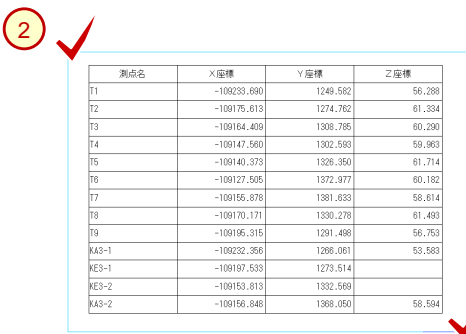 2
測点名 X座標 Y座標 Z座標
T1 -109233.690 1249.582 56.288
T2 -109175.613 1274.762 61.334
T3 -109164.409 1308.785 60.290
T4 -109147.560 1302.593 59.963
T5 -109140.373 1326.350 61.714
T6 -109127.505 1372.977 60.182
T7 -109155.878 1381.633 58.614
T8 -109170.171 1330.278 61.493
T9 -109195.315 1291.498 56.753
KA3-1 -109232.356 1266.061 53.583
KE3-1 -109197.533 1273.514
KE3-2 -109153.813 1332.569
KA3-2 -109156.848 1368.050 58.594